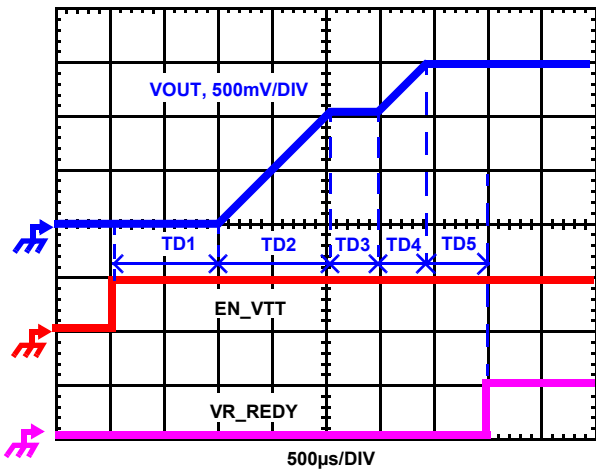 VOUT, 500mV/DIV
TD1 TD2 TD3 TD4 TD5
EN_VTT
VR_REDY
500µs/DIV